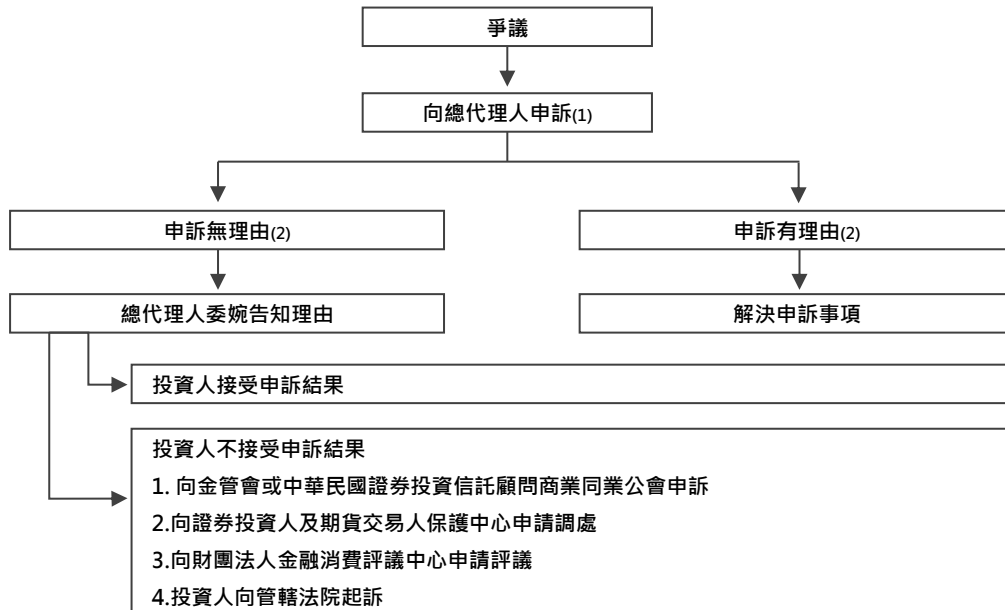 爭議
向總代理人申訴(1)
申訴無理由(2)
申訴有理由(2)
總代理人委婉告知理由
解決申訴事項
投資人接受申訴結果
投資人不接受申訴結果
1. 向金管會或中華民國證券投資信託顧問商業同業公會申訴
2.向證券投資人及期貨交易人保護中心申請調處
3.向財團法人金融消費評議中心申請評議
4.投資人向管轄法院起訴